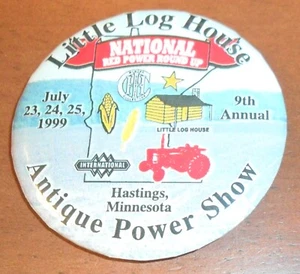 Little Log House
NATIONAL
RED POWER ROUND UP
July
23, 24, 25,
1999
9th
Annual
LITTLE LOG HOUSE
INTERNATIONAL
Hastings,
Minnesota
Antique Power Show